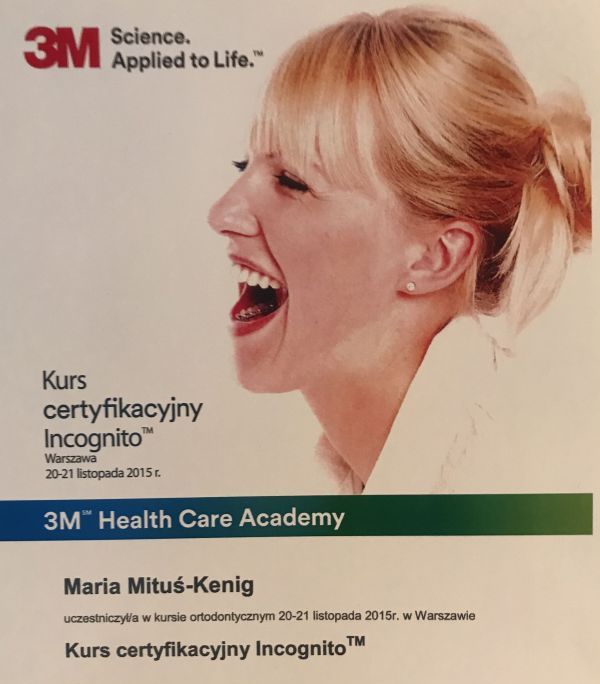 3M Science.
Applied to Life.™
Kurs
certyfikacyjny
Incognito™
Warszawa
20-21 listopada 2015 r.
3M℠ Health Care Academy
Maria Mituś-Kenig
uczestniczył/a w kursie ortodontycznym 20-21 listopada 2015r. w Warszawie
Kurs certyfikacyjny Incognito™